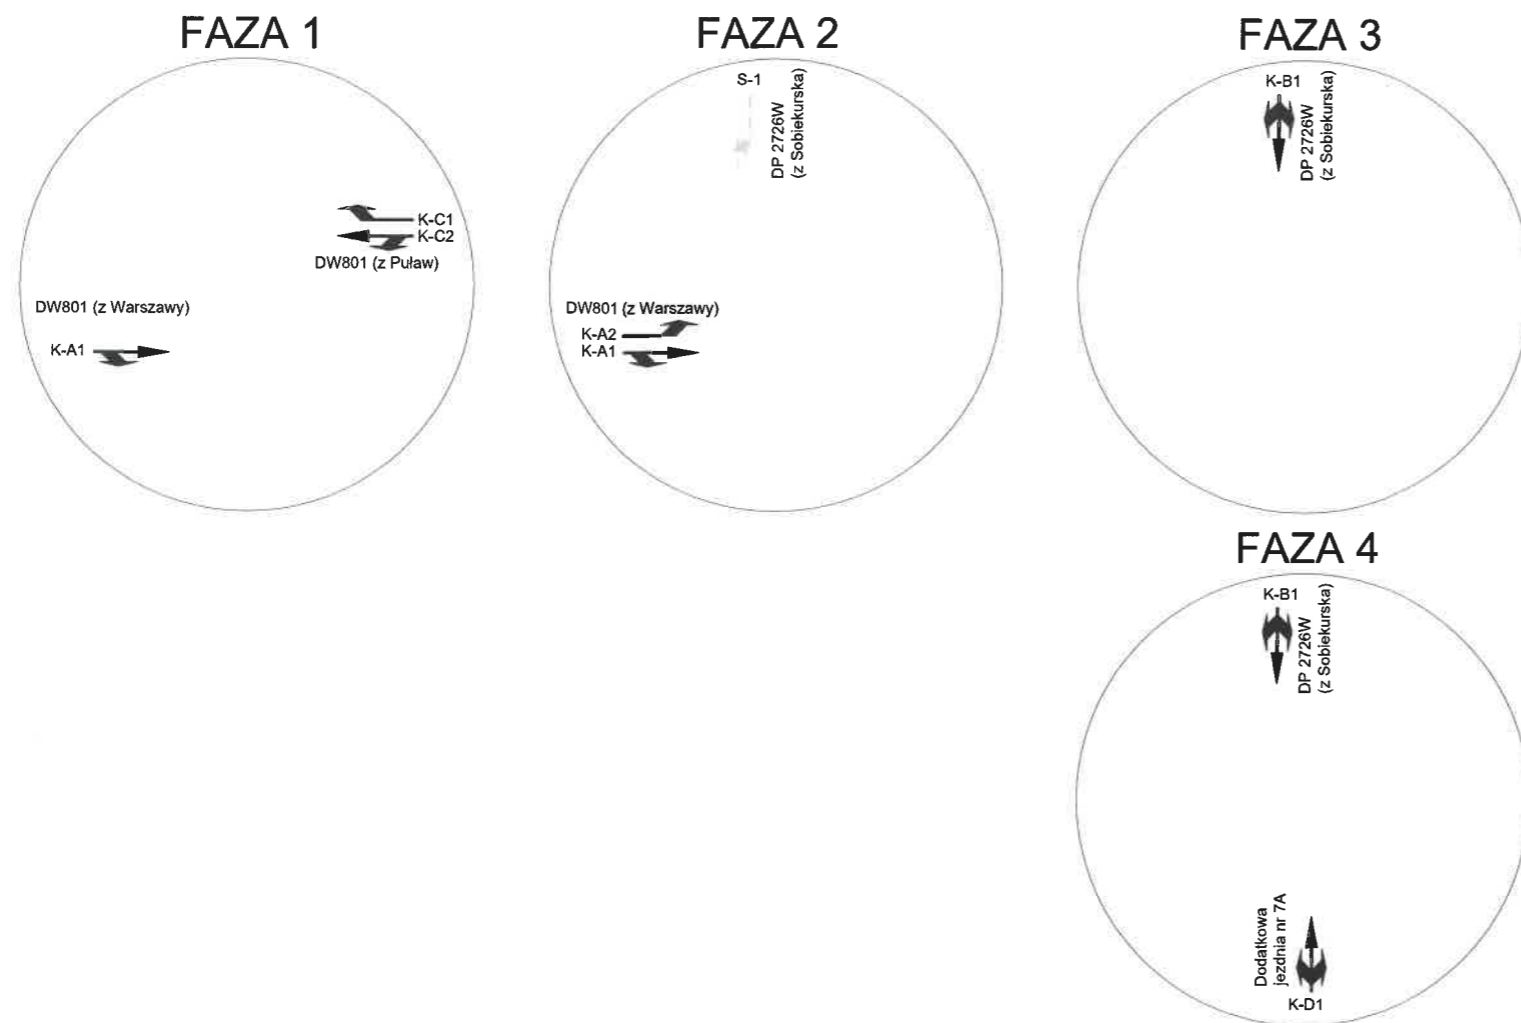 FAZA 1
K-C1
K-C2
DW801 (z Puław)
DW801 (z Warszawy)
K-A1
FAZA 2
S-1
DP 2726W
(z Sobiekurska)
DW801 (z Warszawy)
K-A2
K-A1
FAZA 3
K-B1
DP 2726W
(z Sobiekurska)
FAZA 4
K-B1
DP 2726W
(z Sobiekurska)
Dodatkowa
jezdnia nr 7A
K-D1